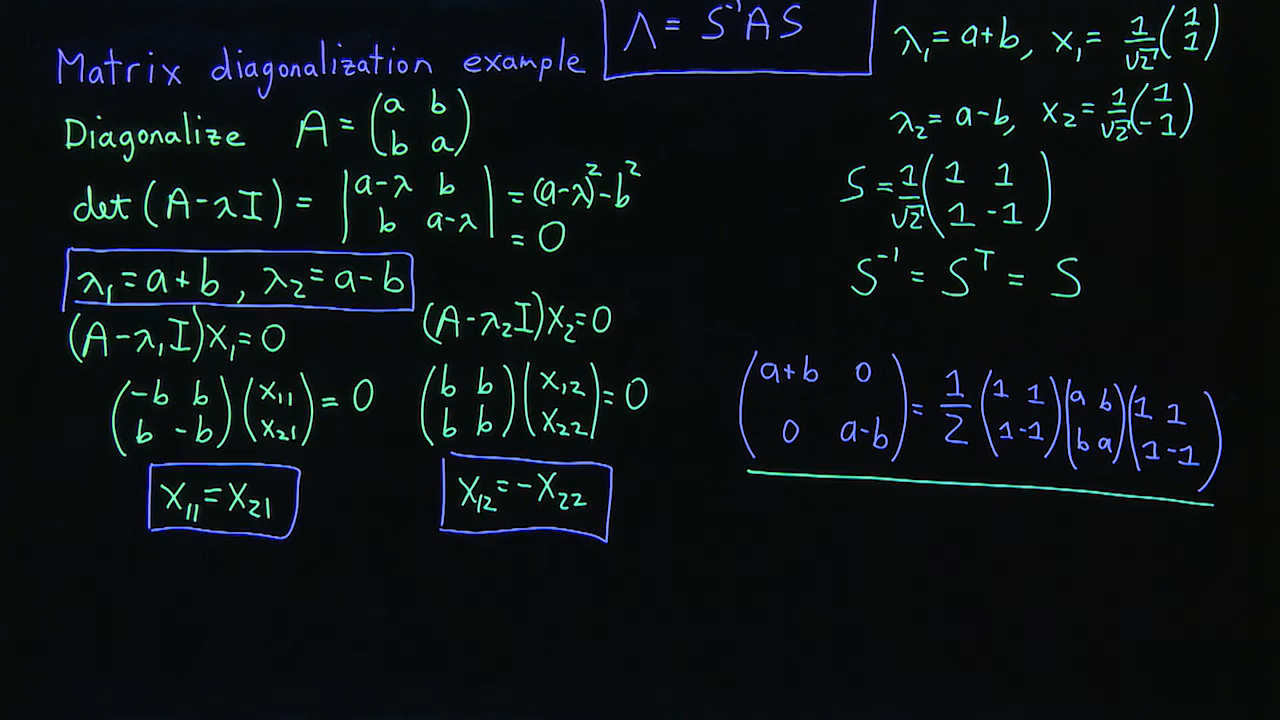 Matrix diagonalization example
Λ = S⁻¹AS
Diagonalize A = (a b
b a)
det(A-λI) = |a-λ b
b a-λ| = (a-λ)²-b²
= 0
λ₁=a+b, λ₂=a-b
(A-λ₁I)x₁=0
(-b b
b -b) (x₁₁
x₂₁) = 0
x₁₁=x₂₁
(A-λ₂I)x₂=0
(b b
b b) (x₁₂
x₂₂) = 0
x₁₂=-x₂₂
λ₁=a+b, x₁= 1/√2 (1
1)
λ₂=a-b, x₂= 1/√2 (1
-1)
S = 1/√2 (1 1
1 -1)
S⁻¹ = Sᵀ = S
(a+b 0
0 a-b) = 1/2 (1 1
1 -1) (a b
b a) (1 1
1 -1)